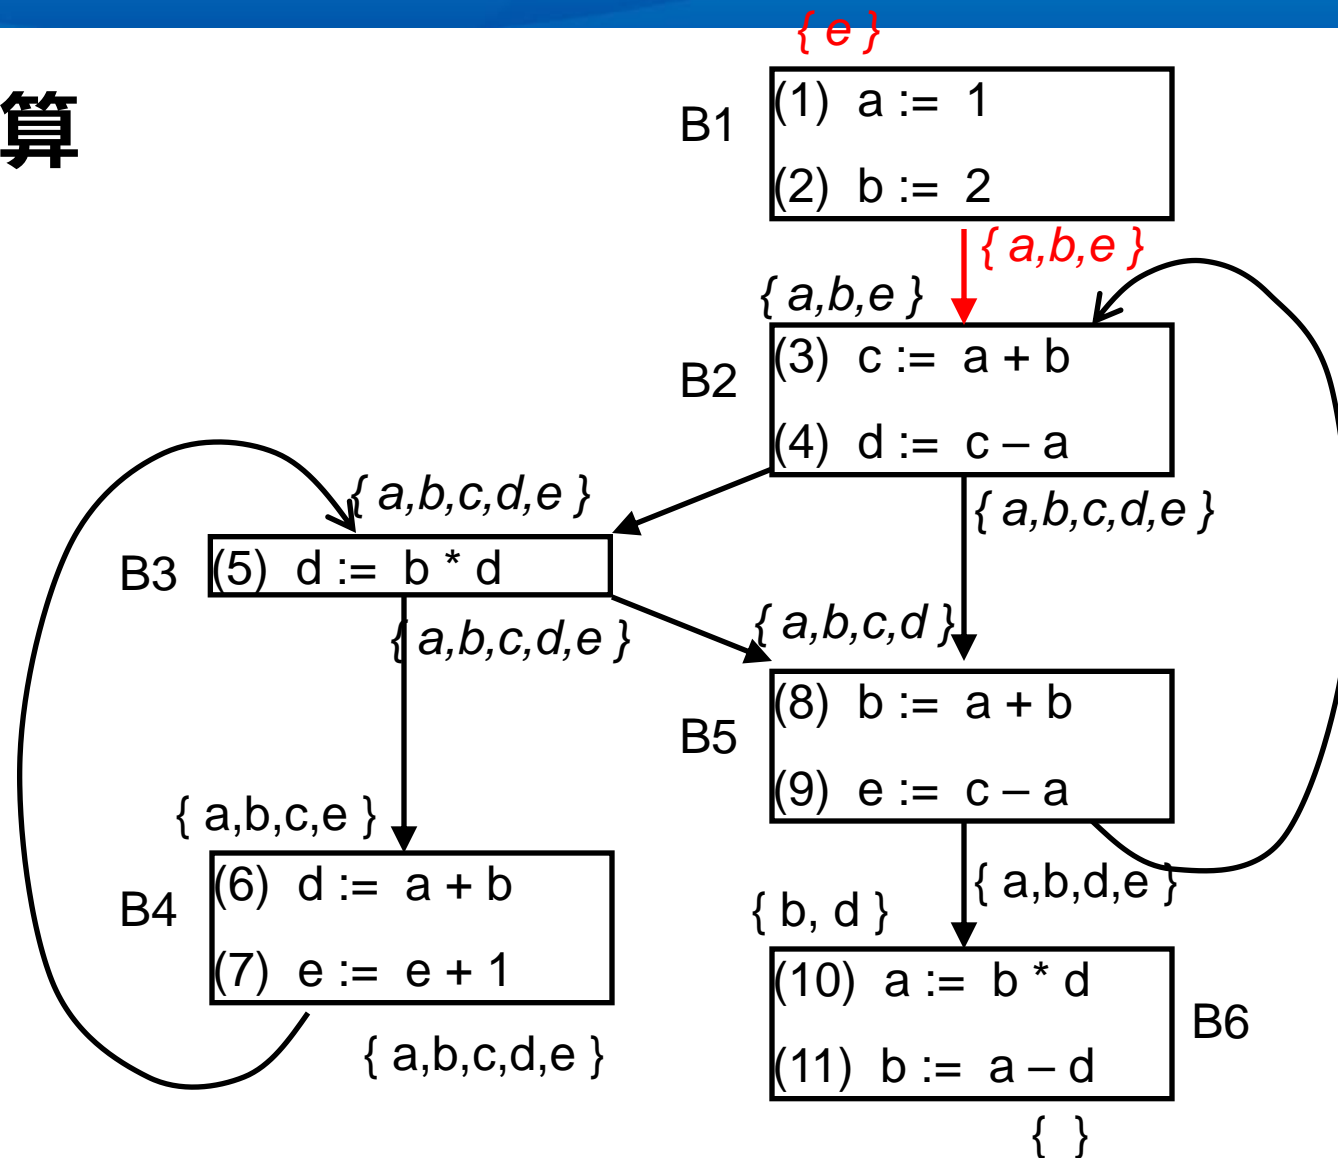 算
{ e }
B1
(1) a := 1
(2) b := 2
{ a,b,e }
{ a,b,e }
B2
(3) c := a + b
(4) d := c – a
{ a,b,c,d,e }
{ a,b,c,d,e }
B3
(5) d := b * d
{ a,b,c,d,e }
{ a,b,c,d }
B5
(8) b := a + b
(9) e := c – a
{ a,b,c,e }
B4
(6) d := a + b
(7) e := e + 1
{ a,b,c,d,e }
{ a,b,d,e }
{ b, d }
(10) a := b * d
(11) b := a – d
B6
{ }